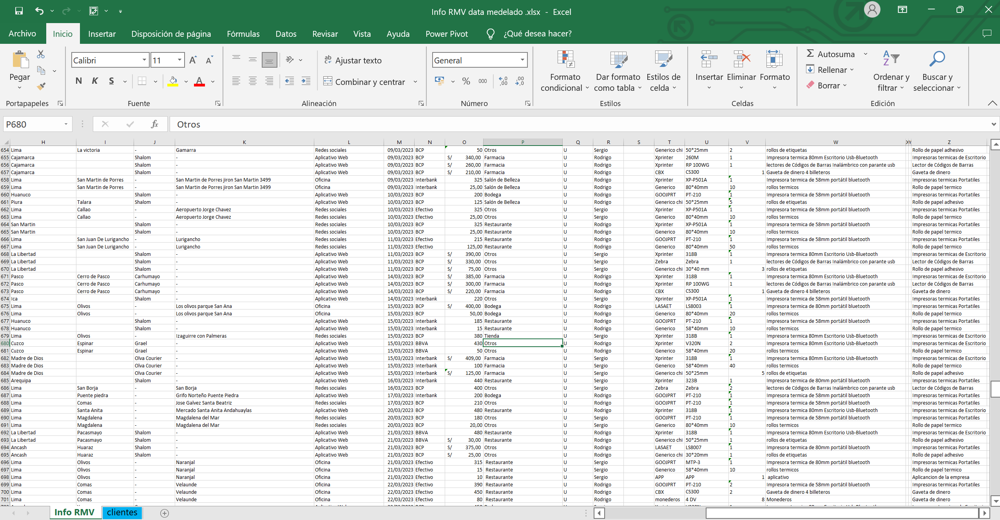 Info RMV data medelado .xlsx - Excel
Archivo Inicio Insertar Disposición de página Fórmulas Datos Revisar Vista Ayuda Power Pivot ¿Qué desea hacer?
Pegar
Portapapeles
Calibri 11
N K S
Fuente
Ajustar texto
Combinar y centrar
Alineación
General
% 000
Número
Formato condicional
Dar formato como tabla
Estilos de celda
Estilos
Insertar Eliminar Formato
Celdas
Autosuma
Rellenar
Borrar
Ordenar y filtrar
Buscar y seleccionar
Edición
P680 fx Otros
H I J K L M N O P Q R S T U V W X Y Z
654 Lima La victoria - Gamarra Redes sociales 09/03/2023 BCP 50 Otros U Sergio Generico chi 50*25mm 2 rollos de etiquetas Rollo de papel adhesivo
655 Cajamarca Shalom - Aplicativo Web 09/03/2023 BCP S/ 340,00 Farmacia U Rodrigo Xprinter 260M 1 Impresora termica 80mm Escritorio Usb-Bluetooth Impresoras termicas de Escritorio
656 Cajamarca Shalom - Aplicativo Web 09/03/2023 BCP S/ 260,00 Farmacia U Rodrigo Xprinter RP 100WG 1 lectores de Códigos de Barras Inalámbrico con parante usb Lector de Códigos de Barras
657 Cajamarca Shalom - Aplicativo Web 09/03/2023 BCP S/ 210,00 Farmacia U Rodrigo CBX CS300 1 Gaveta de dinero 4 billeteros Gaveta de dinero
658 Lima San Martin de Porres - San Martin de Porres jiron San Martin 3499 Oficina 09/03/2023 Interbank 325 Salón de Belleza U Rodrigo Xprinter XP-P501A 1 Impresora termica de 58mm portátil bluetooth Impresoras termicas Portatiles
659 Lima San Martin de Porres - San Martin de Porres jiron San Martin 3499 Oficina 09/03/2023 Interbank 25,00 Salón de Belleza U Rodrigo Generico 80*40mm 10 rollos termicos Rollo de papel termico
660 Huanuco Shalom - Aplicativo Web 10/03/2023 BCP 200 Bodega U Rodrigo GOOJPRT PT-210 1 Impresora termica de 58mm portátil bluetooth Impresoras termicas Portatiles
661 Piura Talara Shalom - Aplicativo Web 10/03/2023 BCP 125 Salón de Belleza U Rodrigo Generico chi 50*25mm 5 rollos de etiquetas Rollo de papel adhesivo
662 Lima Callao - Aeropuerto Jorge Chavez Redes sociales 10/03/2023 Efectivo 325 Otros U Sergio Xprinter XP-P501A 1 Impresora termica de 58mm portátil bluetooth Impresoras termicas Portatiles
663 Lima Callao - Aeropuerto Jorge Chavez Redes sociales 10/03/2023 Efectivo 25,00 Otros U Sergio Generico 80*40mm 10 rollos termicos Rollo de papel termico
664 San Martin Shalom - Redes sociales 10/03/2023 BCP 325 Restaurante U Rodrigo Xprinter XP-P501A 1 Impresora termica de 58mm portátil bluetooth Impresoras termicas Portatiles
665 San Martin Shalom - Redes sociales 10/03/2023 BCP 25,00 Restaurante U Rodrigo Generico 80*40mm 10 rollos termicos Rollo de papel termico
666 Lima San Juan De Lurigancho - Lurigancho Redes sociales 11/03/2023 Efectivo 215 Restaurante U Rodrigo GOOJPRT PT-210 1 Impresora termica de 58mm portátil bluetooth Impresoras termicas Portatiles
667 Lima San Juan De Lurigancho - Lurigancho Redes sociales 11/03/2023 Efectivo 125,00 Restaurante U Rodrigo Generico 80*40mm 50 rollos termicos Rollo de papel termico
668 La Libertad Shalom - Aplicativo Web 11/03/2023 BCP S/ 390,00 Otros U Sergio Xprinter 318B 1 Impresora termica 80mm Escritorio Usb-Bluetooth Impresoras termicas de Escritorio
669 La Libertad Shalom - Aplicativo Web 11/03/2023 BCP S/ 330,00 Otros U Sergio Zebra Zebra 1 lectores de Códigos de Barras Inalámbrico con parante usb Lector de Códigos de Barras
670 La Libertad Shalom - Aplicativo Web 11/03/2023 BCP S/ 75,00 Otros U Sergio Generico chi 30*40 mm 3 rollos de etiquetas Rollo de papel adhesivo
671 Pasco Cerro de Pasco Carhumayo - Aplicativo Web 14/03/2023 BCP S/ 385,00 Farmacia U Rodrigo Xprinter 318B 1 Impresora termica 80mm Escritorio Usb-Bluetooth Impresoras termicas de Escritorio
672 Pasco Cerro de Pasco Carhumayo - Aplicativo Web 14/03/2023 BCP S/ 300,00 Farmacia U Rodrigo Xprinter RP 100WG 1 lectores de Códigos de Barras Inalámbrico con parante usb Lector de Códigos de Barras
673 Pasco Cerro de Pasco Carhumayo - Aplicativo Web 14/03/2023 BCP S/ 220,00 Farmacia U Rodrigo CBX CS300 1 Gaveta de dinero 4 billeteros Gaveta de dinero
674 Ica Shalom - Aplicativo Web 14/03/2023 Interbank 220 Otros U Sergio Xprinter XP-P501A 1 Impresora termica de 58mm portátil bluetooth Impresoras termicas Portatiles
675 Lima Olivos - Los olivos parque San Ana Oficina 15/03/2023 BCP S/ 400,00 Bodega U Rodrigo LASAET LS8003 1 Impresora termica de 80mm portátil bluetooth Impresoras termicas Portatiles
676 Lima Olivos - Los olivos parque San Ana Oficina 15/03/2023 BCP 50,00 Bodega U Rodrigo Generico 80*40mm 20 rollos termicos Rollo de papel termico
677 Huanuco Shalom - Aplicativo Web 15/03/2023 Interbank 185 Restaurante U Rodrigo GOOJPRT PT-210 1 Impresora termica de 58mm portátil bluetooth Impresoras termicas Portatiles
678 Huanuco Shalom - Aplicativo Web 15/03/2023 Interbank 15 Restaurante U Rodrigo Generico 58*40mm 10 rollos termicos Rollo de papel termico
679 Lima Olivos - Izaguirre con Palmeras Redes sociales 15/03/2023 BCP 380 Tienda U Sergio Xprinter 318B 1 Impresora termica 80mm Escritorio Usb-Bluetooth Impresoras termicas de Escritorio
680 Cuzco Espinar Grael - Aplicativo Web 15/03/2023 BBVA 430 Otros U Rodrigo Xprinter V320N 2 Impresora termica 80mm Escritorio Usb-Bluetooth Impresoras termicas de Escritorio
681 Cuzco Espinar Grael - Aplicativo Web 15/03/2023 BBVA 50 Otros U Rodrigo Generico 58*40mm 20 rollos termicos Rollo de papel termico
682 Madre de Dios Olva Courier - Aplicativo Web 15/03/2023 Interbank S/ 409,00 Farmacia U Sergio Xprinter 318B 1 Impresora termica 80mm Escritorio Usb-Bluetooth Impresoras termicas de Escritorio
683 Madre de Dios Olva Courier - Aplicativo Web 15/03/2023 Interbank 100 Farmacia U Sergio Generico 58*40mm 40 rollos termicos Rollo de papel termico
684 Madre de Dios Olva Courier - Aplicativo Web 15/03/2023 Interbank S/ 125,00 Farmacia U Sergio Generico chi 50*25mm 5 rollos de etiquetas Rollo de papel adhesivo
685 Arequipa Shalom - Aplicativo Web 16/03/2023 Interbank 440 Restaurante U Sergio Xprinter 323B 1 Impresora termica de 80mm portátil bluetooth Impresoras termicas Portatiles
686 Lima San Borja - San Borja Redes sociales 16/03/2023 BCP 400 Otros U Sergio Zebra Zebra 2 lectores de Códigos de Barras Inalámbrico con parante usb Lector de Códigos de Barras
687 Lima Puente piedra - Grifo Norteño Puente Piedra Aplicativo Web 17/03/2023 Interbank 200 Bodega U Rodrigo GOOJPRT PT-210 1 Impresora termica de 58mm portátil bluetooth Impresoras termicas Portatiles
688 Lima Comas - Jose Galvez Santa Beatriz Redes sociales 17/03/2023 BCP 210 Otros U Rodrigo GOOJPRT PT-210 1 Impresora termica de 58mm portátil bluetooth Impresoras termicas Portatiles
689 Lima Santa Anita - Mercado Santa Anita Andahuaylas Aplicativo Web 20/03/2023 BCP 480 Restaurante U Rodrigo Xprinter 318B 1 Impresora termica 80mm Escritorio Usb-Bluetooth Impresoras termicas de Escritorio
690 Lima Magdalena - Magdalena del Mar Redes sociales 20/03/2023 BCP 180 Otros U Sergio GOOJPRT PT-210 1 Impresora termica de 58mm portátil bluetooth Impresoras termicas Portatiles
691 Lima Magdalena - Magdalena del Mar Redes sociales 20/03/2023 BCP 20,00 Otros U Sergio Generico 80*40mm 10 rollos termicos Rollo de papel termico
692 La Libertad Pacasmayo Shalom - Aplicativo Web 21/03/2023 BBVA 480 Restaurante U Rodrigo Xprinter 318B 1 Impresora termica 80mm Escritorio Usb-Bluetooth Impresoras termicas de Escritorio
693 La Libertad Pacasmayo Shalom - Aplicativo Web 21/03/2023 BBVA S/ 30,00 Restaurante U Rodrigo Generico chi 50*25mm 1 rollos de etiquetas Rollo de papel adhesivo
694 Ancash Huaraz Shalom - Aplicativo Web 21/03/2023 BCP S/ 375,00 Otros U Rodrigo LASAET LS8007 1 Impresora termica de 80mm portátil bluetooth Impresoras termicas Portatiles
695 Ancash Huaraz Shalom - Aplicativo Web 21/03/2023 BCP S/ 25,00 Otros U Rodrigo Generico chi 30*20mm 1 rollos de etiquetas Rollo de papel adhesivo
696 Lima Olivos - Naranjal Oficina 21/03/2023 Efectivo 315 Restaurante U Sergio GOOJPRT MTP-3 1 Impresora termica de 80mm portátil bluetooth Impresoras termicas Portatiles
697 Lima Olivos - Naranjal Oficina 21/03/2023 Efectivo 15 Restaurante U Sergio Generico 58*40mm 10 rollos termicos Rollo de papel termico
698 Lima Olivos - Naranjal Oficina 21/03/2023 Efectivo 10 Restaurante U Sergio APP APP 1 aplicativo Aplicancion de la empresa
699 Lima Comas - Velaunde Oficina 22/03/2023 Efectivo 390 Restaurante U Rodrigo GOOJPRT PT-210 2 Impresora termica de 58mm portátil bluetooth Impresoras termicas Portatiles
700 Lima Comas - Velaunde Oficina 22/03/2023 Efectivo 450 Restaurante U Rodrigo CBX CS300 2 Gaveta de dinero 4 billeteros Gaveta de dinero
701 Lima Comas - Velaunde Oficina 22/03/2023 Efectivo 80 Restaurante U Rodrigo monederos 4 DV 8 Monederos Gaveta de dinero
Info RMV clientes